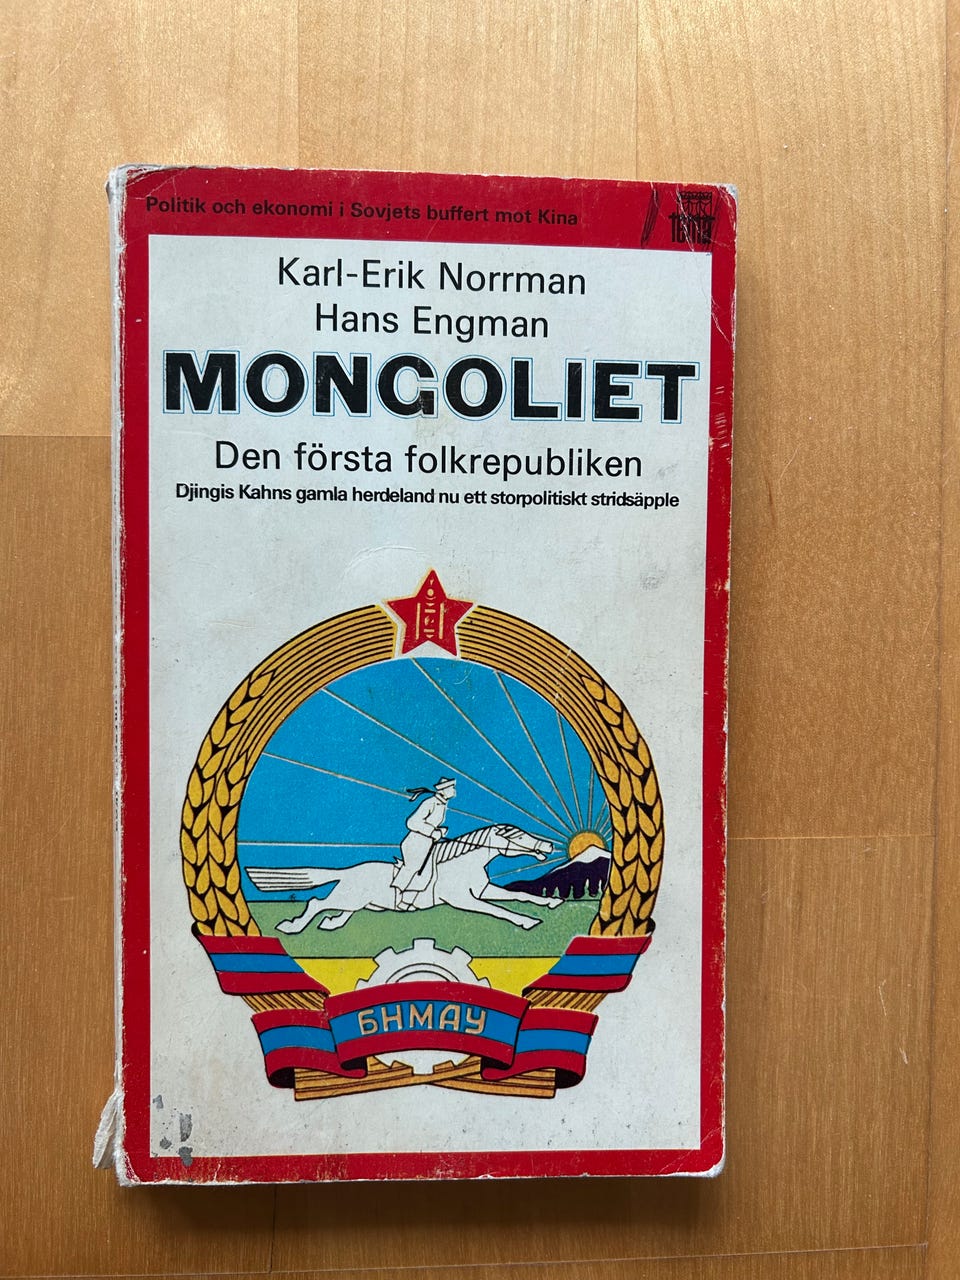 Politik och ekonomi i Sovjets buffert mot Kina
tema
Karl-Erik Norrman
Hans Engman
MONGOLIET
Den första folkrepubliken
Djingis Kahns gamla herdeland nu ett storpolitiskt stridsäpple
БНМАУ